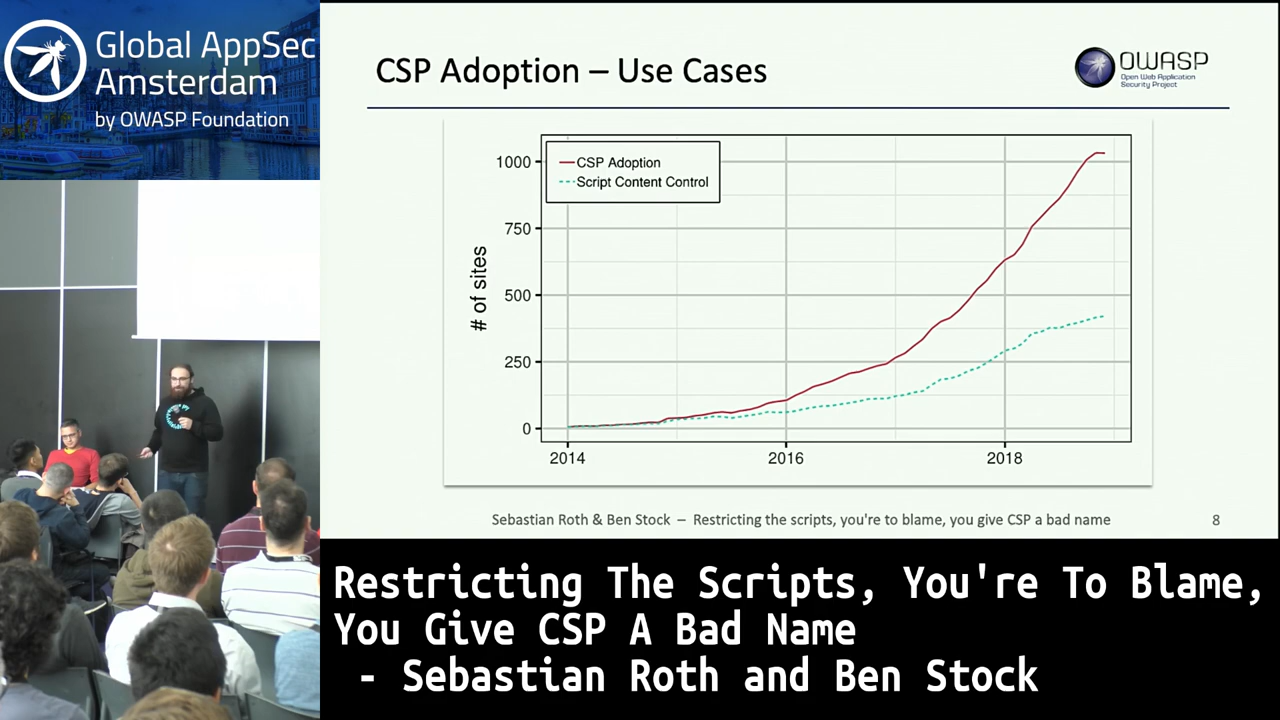 Global AppSec
Amsterdam
by OWASP Foundation
CSP Adoption – Use Cases
OWASP
Open Web Application
Security Project
CSP Adoption
Script Content Control
# of sites
1000
750
500
250
0
2014
2016
2018
Sebastian Roth & Ben Stock – Restricting the scripts, you're to blame, you give CSP a bad name
8
Restricting The Scripts, You're To Blame,
You Give CSP A Bad Name
- Sebastian Roth and Ben Stock